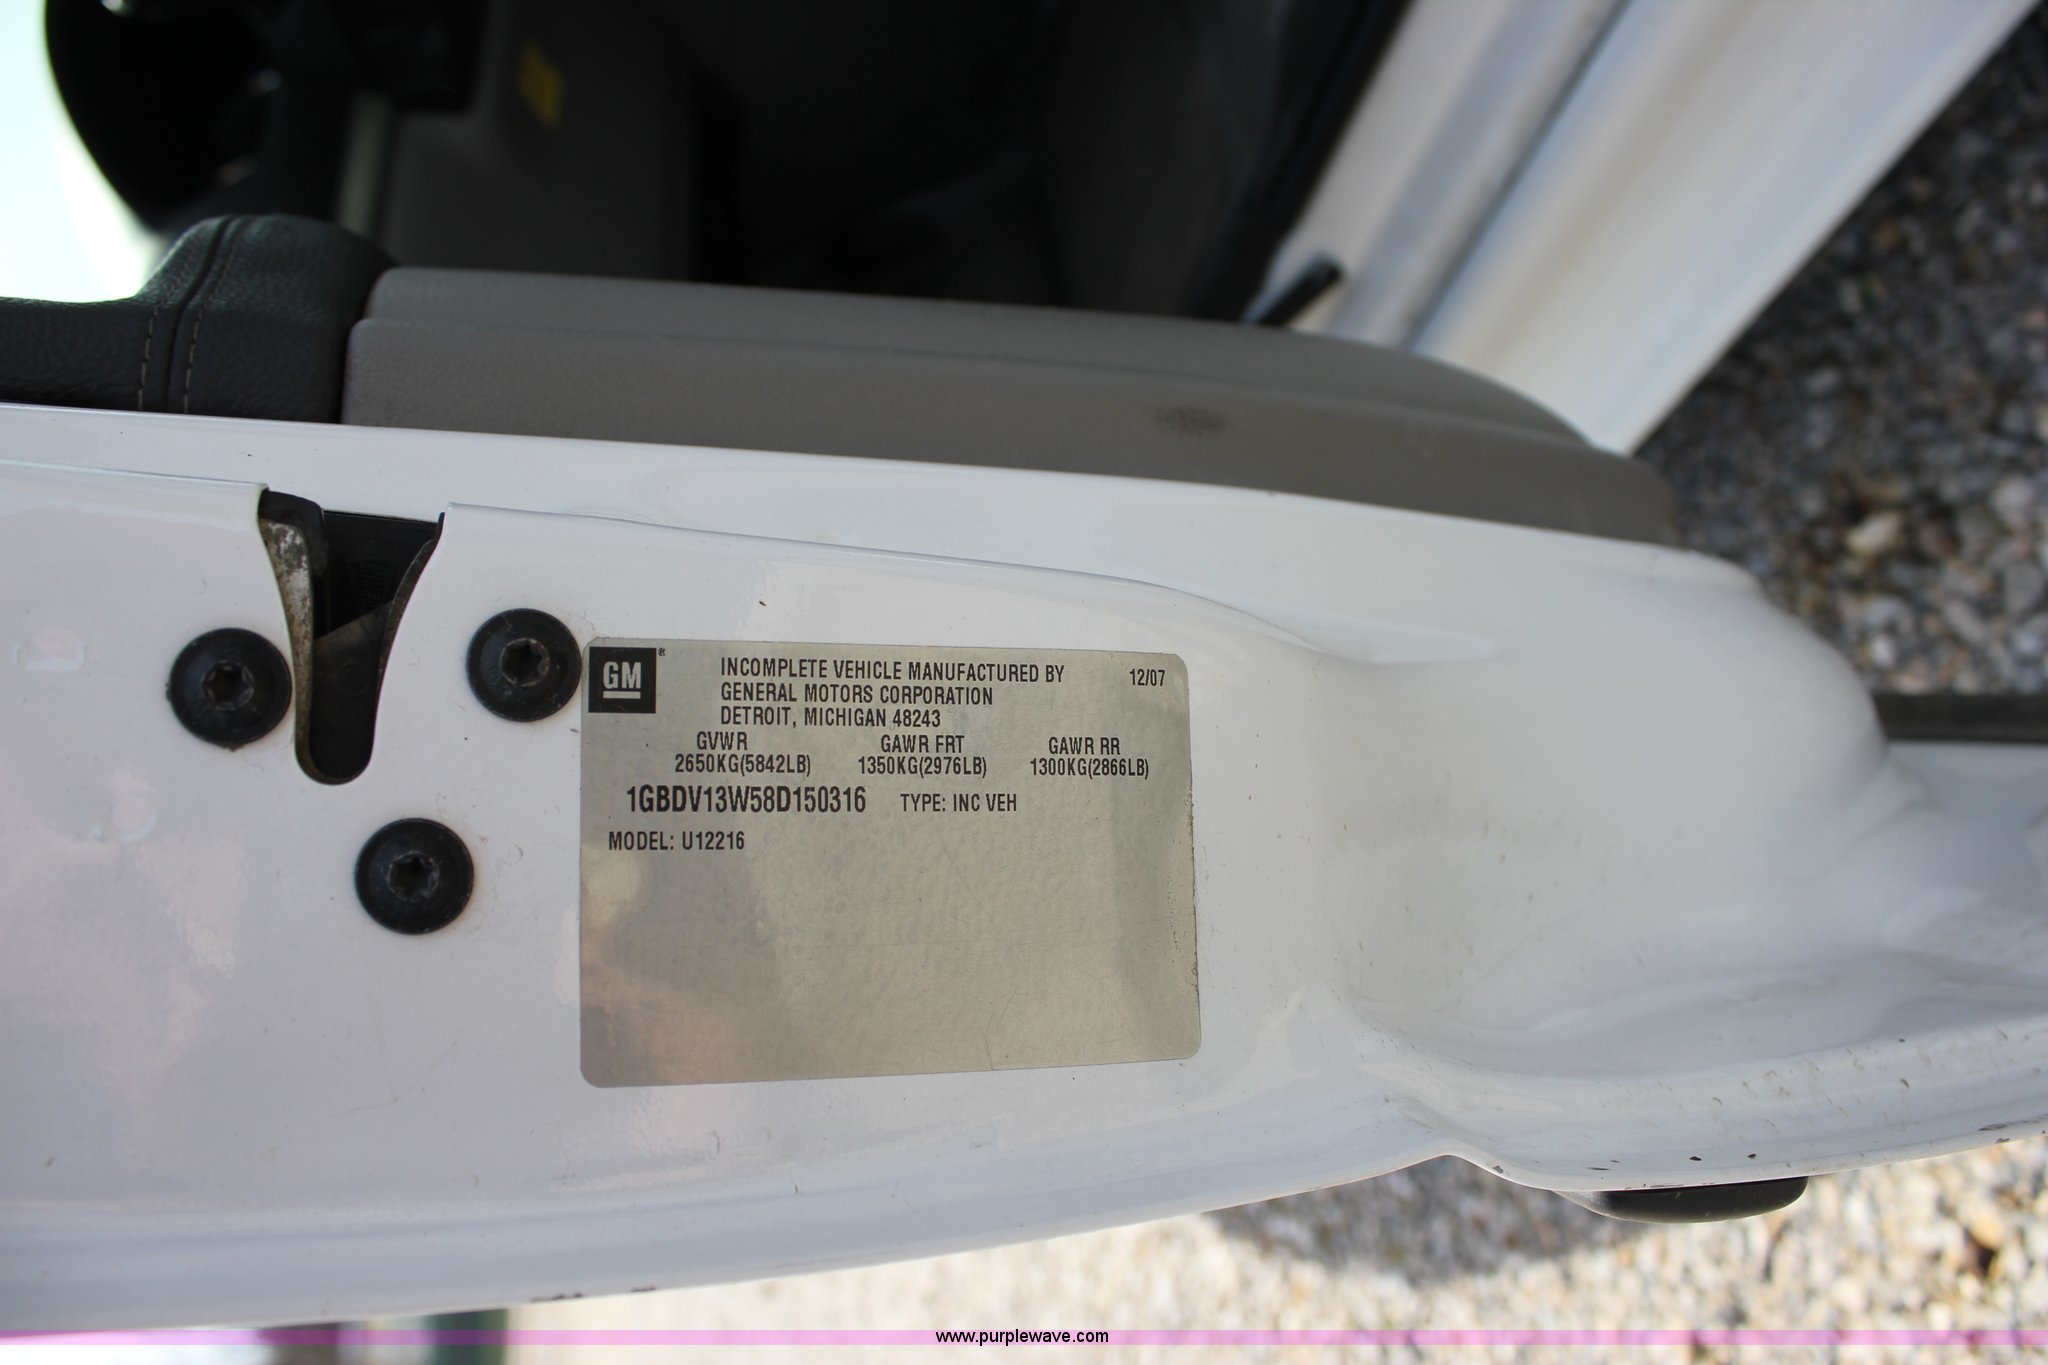 GM®
INCOMPLETE VEHICLE MANUFACTURED BY 12/07
GENERAL MOTORS CORPORATION
DETROIT, MICHIGAN 48243
GVWR GAWR FRT GAWR RR
2650KG(5842LB) 1350KG(2976LB) 1300KG(2866LB)
1GBDV13W58D150316 TYPE: INC VEH
MODEL: U12216
www.purplewave.com